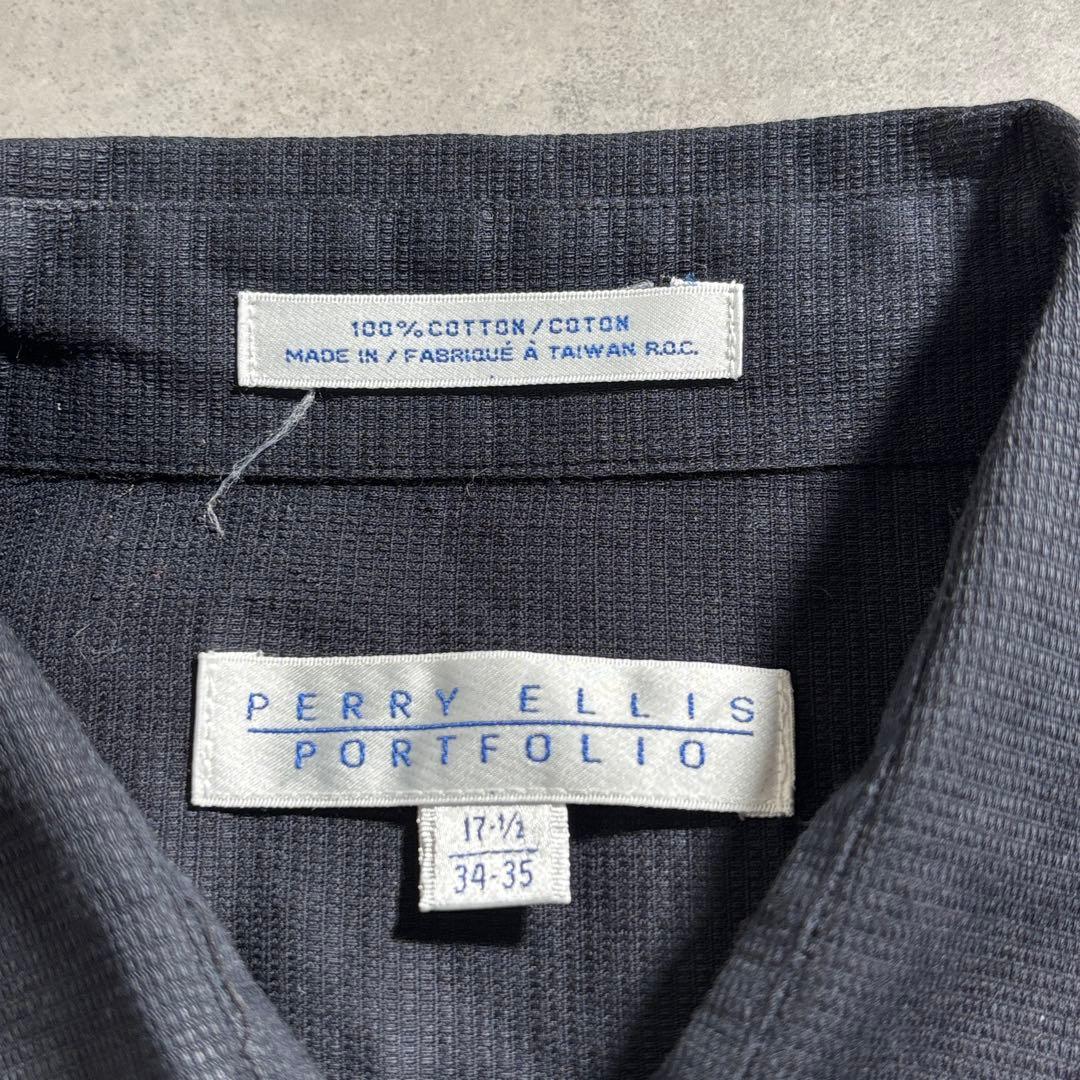 100% COTTON / COTON
MADE IN / FABRIQUÉ À TAIWAN R.O.C.
PERRY ELLIS
PORTFOLIO
17-1/2
34-35